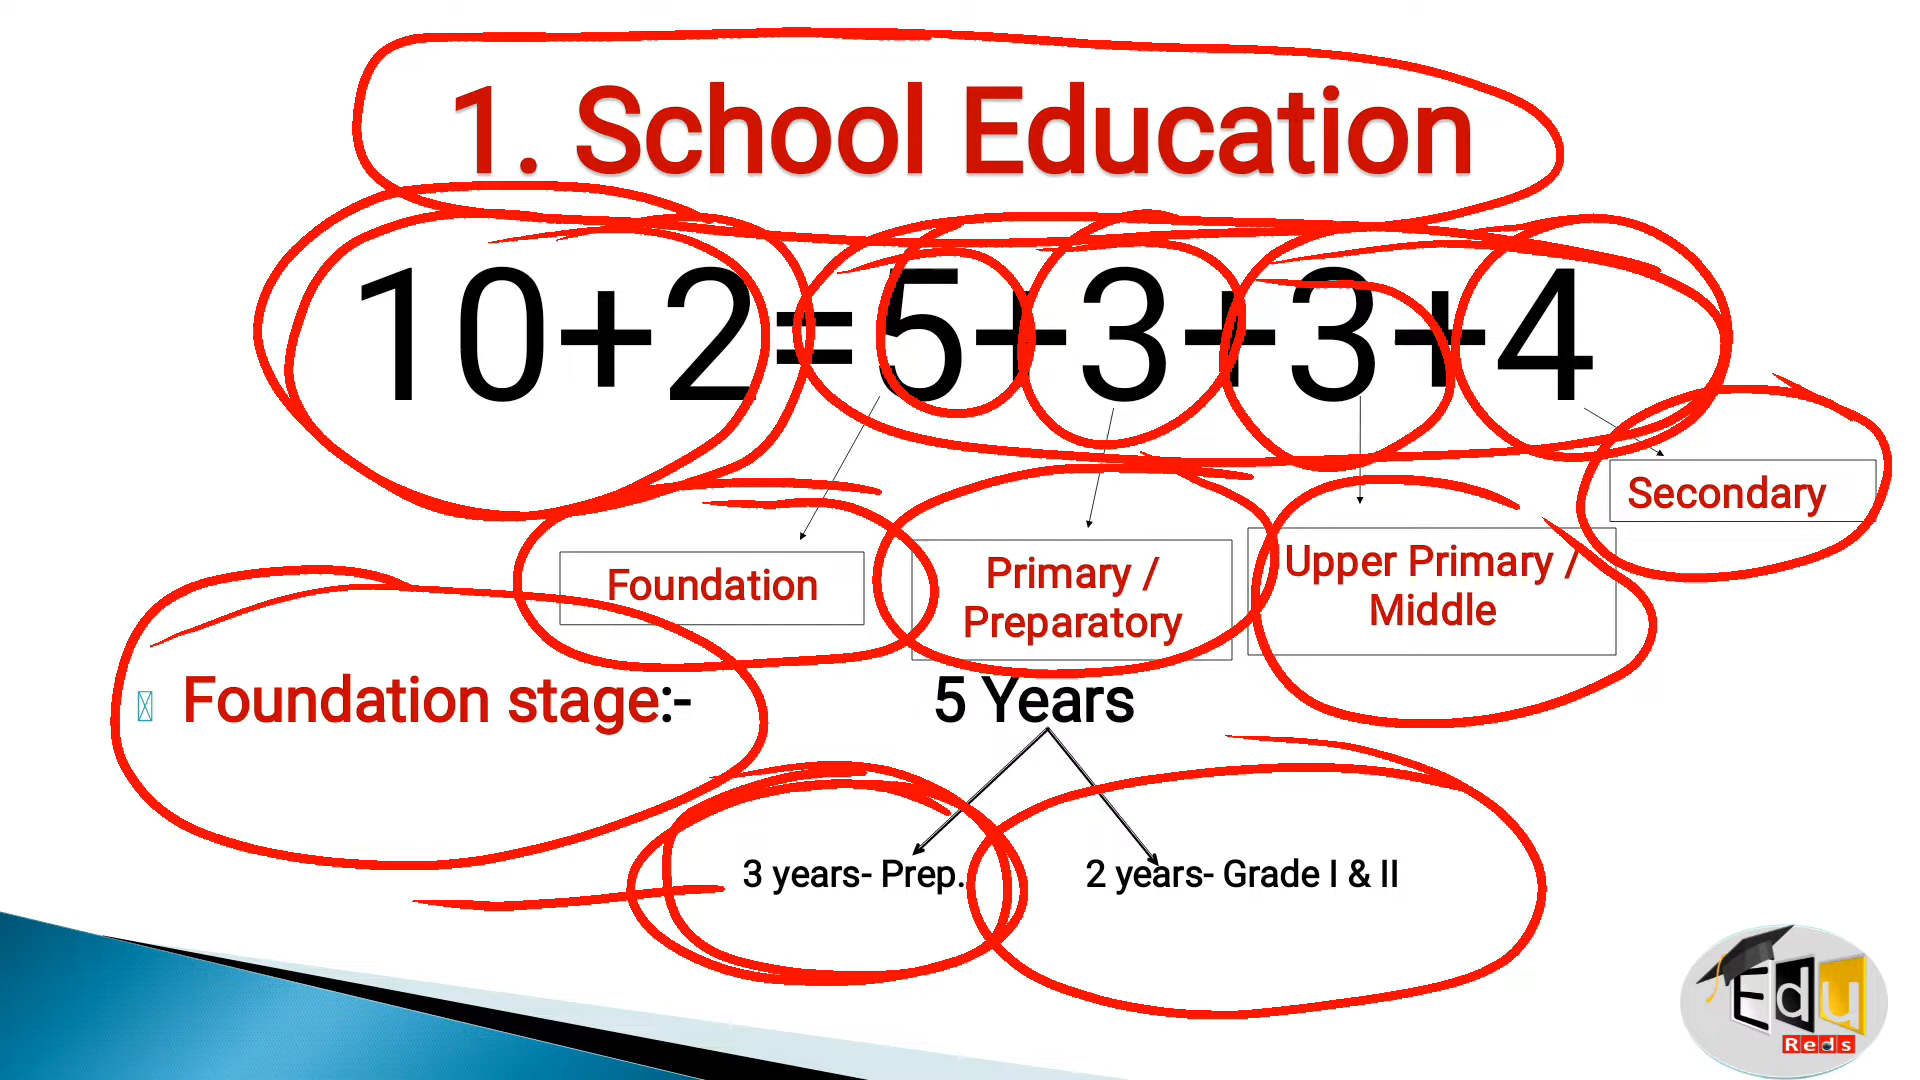 1. School Education
10+2=5+3+3+4
Secondary
Foundation
Primary /
Preparatory
Upper Primary /
Middle
Foundation stage:- 5 Years
3 years- Prep. 2 years- Grade I & II
Edu
Reds